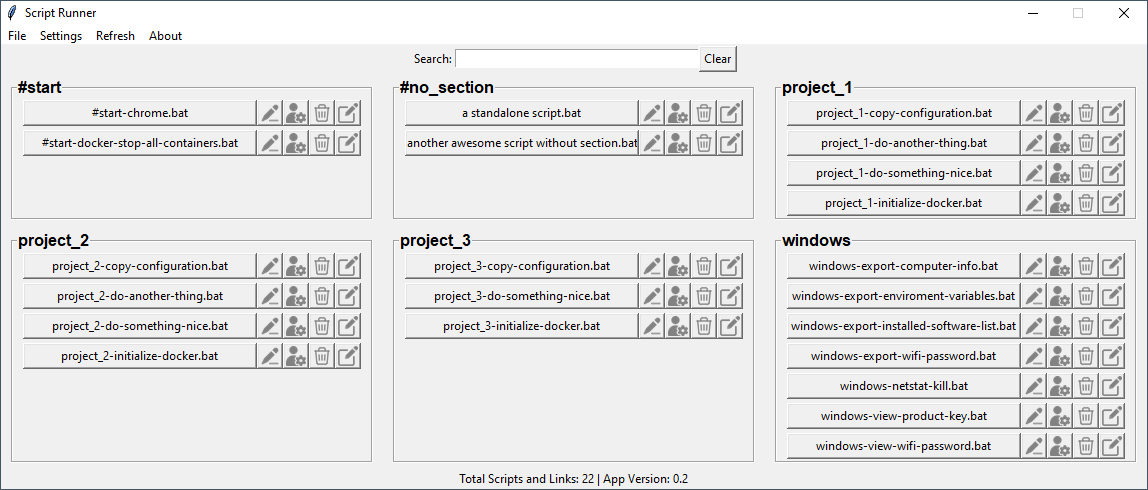 Script Runner
File Settings Refresh About
Search: Clear
#start
#start-chrome.bat
#start-docker-stop-all-containers.bat
#no_section
a standalone script.bat
another awesome script without section.bat
project_1
project_1-copy-configuration.bat
project_1-do-another-thing.bat
project_1-do-something-nice.bat
project_1-initialize-docker.bat
project_2
project_2-copy-configuration.bat
project_2-do-another-thing.bat
project_2-do-something-nice.bat
project_2-initialize-docker.bat
project_3
project_3-copy-configuration.bat
project_3-do-something-nice.bat
project_3-initialize-docker.bat
windows
windows-export-computer-info.bat
windows-export-enviroment-variables.bat
windows-export-installed-software-list.bat
windows-export-wifi-password.bat
windows-netstat-kill.bat
windows-view-product-key.bat
windows-view-wifi-password.bat
Total Scripts and Links: 22 | App Version: 0.2